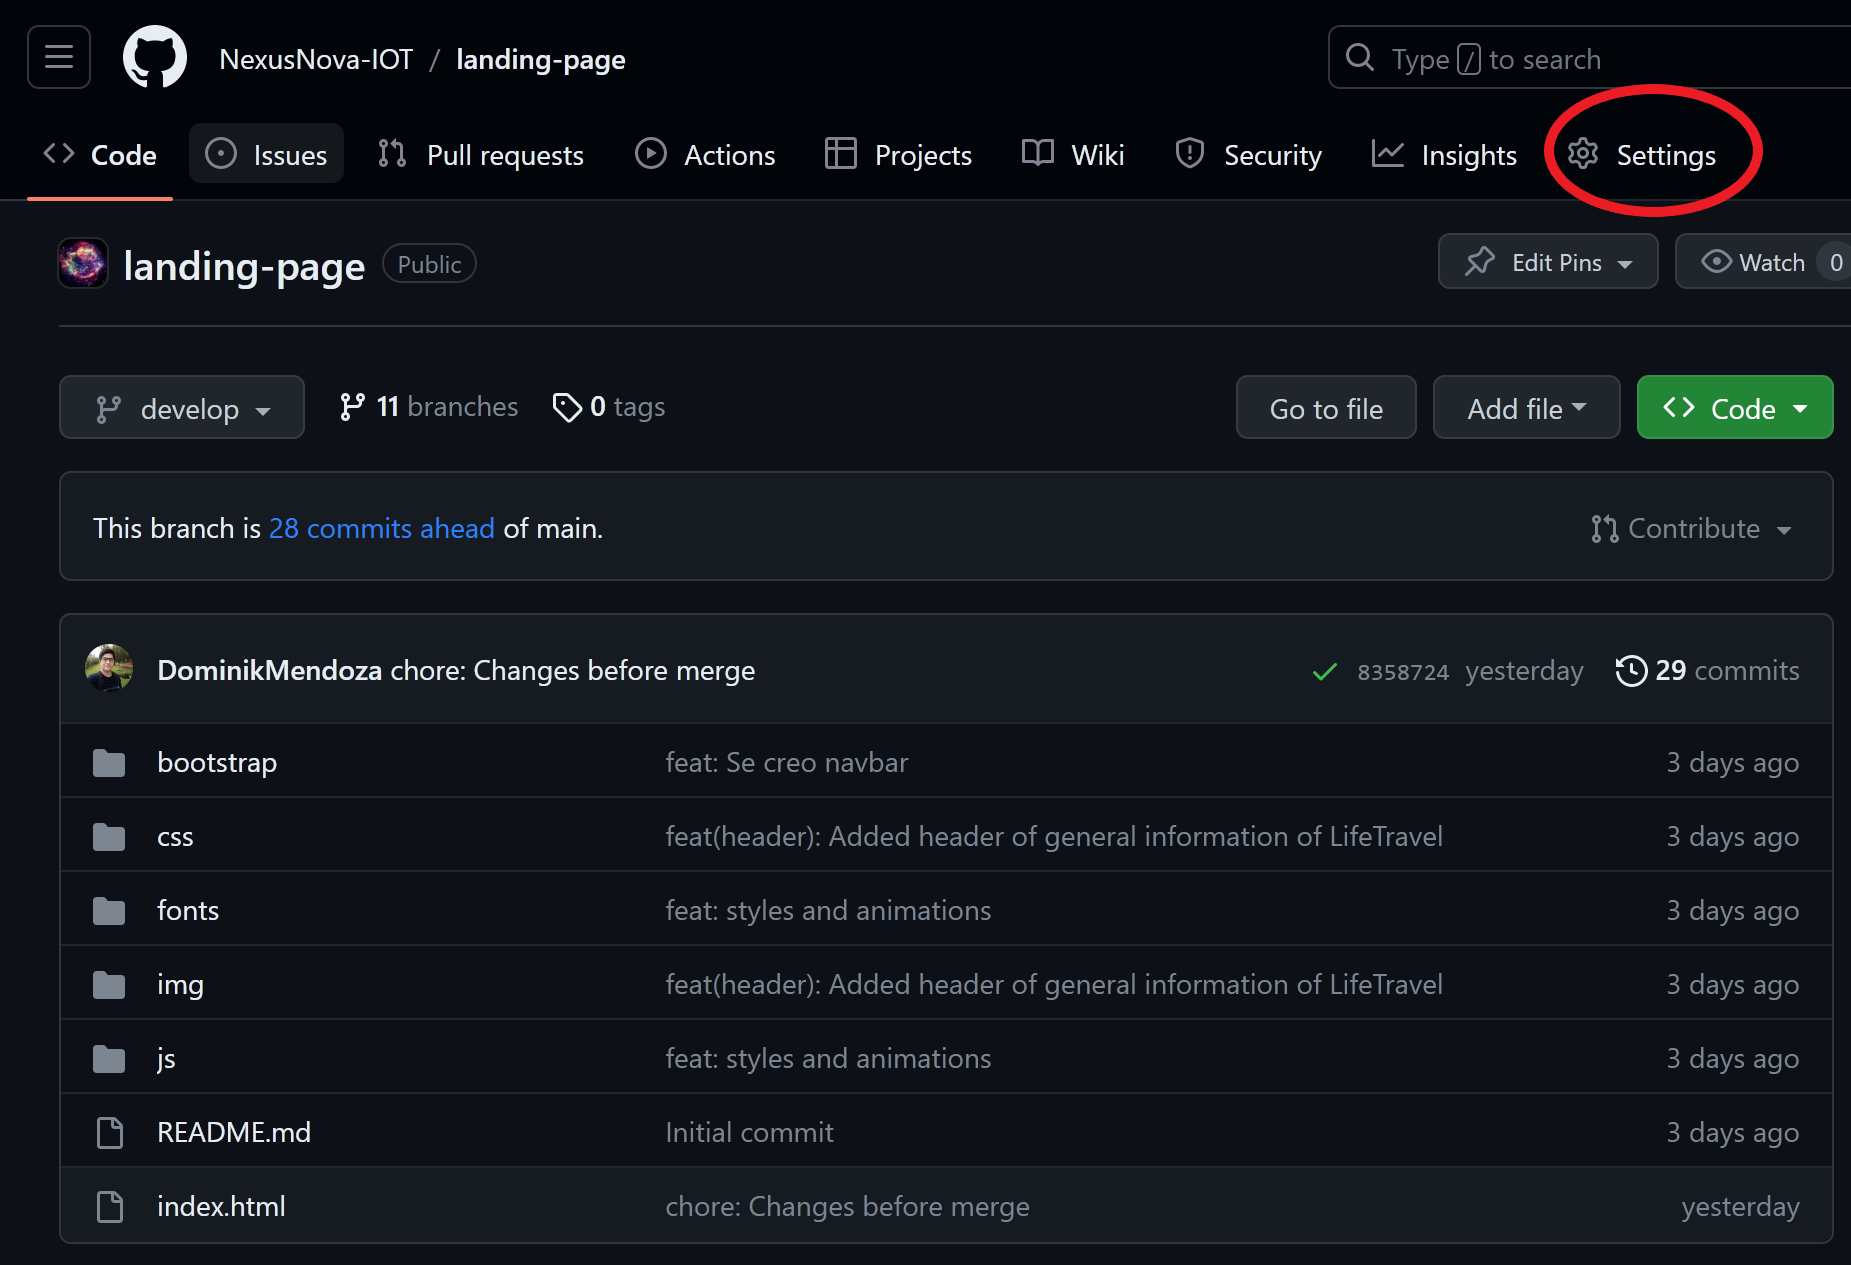 NexusNova-IOT / landing-page
Type / to search
Code Issues Pull requests Actions Projects Wiki Security Insights Settings
landing-page Public
Edit Pins Watch 0
develop 11 branches 0 tags
Go to file Add file Code
This branch is 28 commits ahead of main.
Contribute
DominikMendoza chore: Changes before merge 8358724 yesterday 29 commits
bootstrap feat: Se creo navbar 3 days ago
css feat(header): Added header of general information of LifeTravel 3 days ago
fonts feat: styles and animations 3 days ago
img feat(header): Added header of general information of LifeTravel 3 days ago
js feat: styles and animations 3 days ago
README.md Initial commit 3 days ago
index.html chore: Changes before merge yesterday